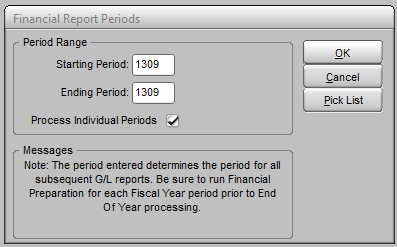 Financial Report Periods
Period Range
Starting Period: 1309
Ending Period: 1309
Process Individual Periods
OK
Cancel
Pick List
Messages
Note: The period entered determines the period for all
subsequent G/L reports. Be sure to run Financial
Preparation for each Fiscal Year period prior to End
Of Year processing.